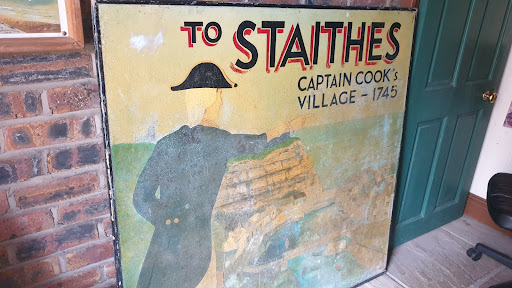 TO STAITHES
CAPTAIN COOK's
VILLAGE - 1745